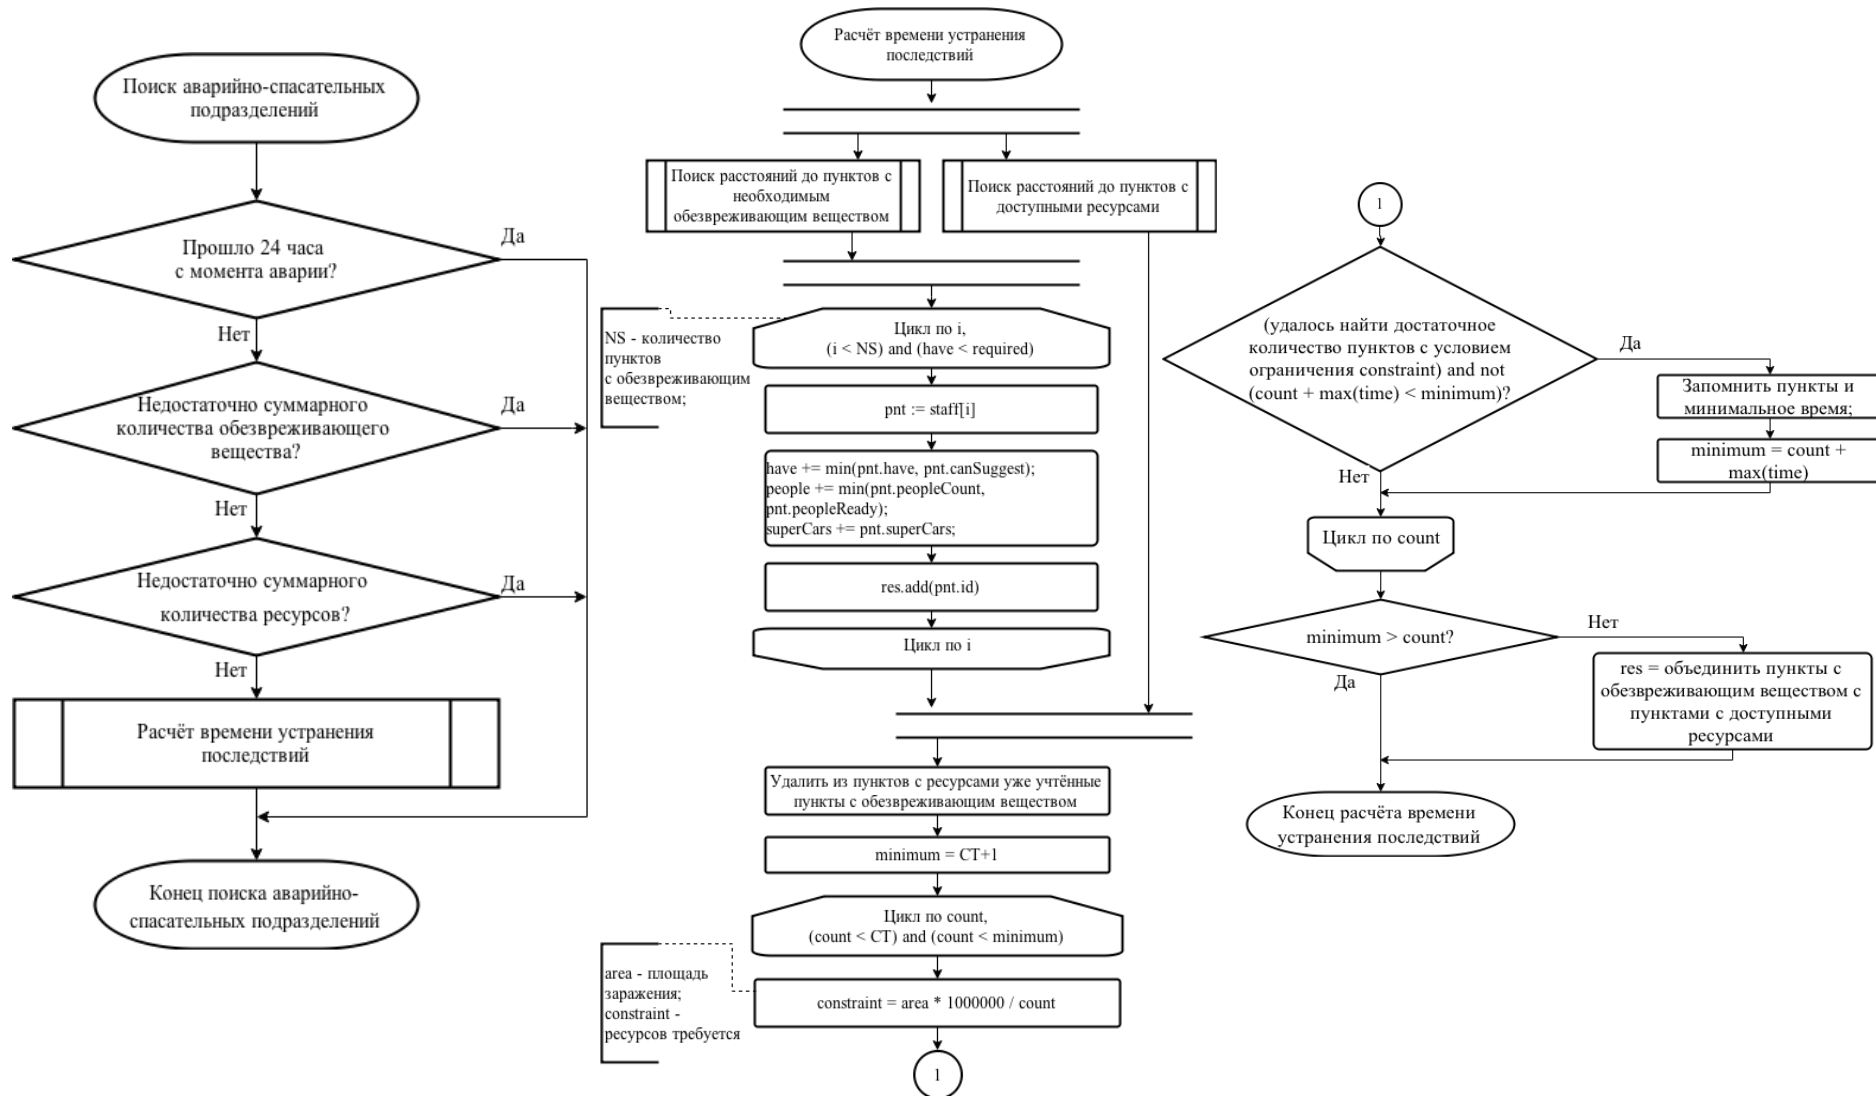 Поиск аварийно-спасательных
подразделений
Прошло 24 часа
с момента аварии?
Да
Нет
Недостаточно суммарного
количества обезвреживающего
вещества?
Да
Нет
Недостаточно суммарного
количества ресурсов?
Да
Нет
Расчёт времени устранения
последствий
Конец поиска аварийно-
спасательных подразделений
Расчёт времени устранения
последствий
Поиск расстояний до пунктов с
необходимым
обезвреживающим веществом
Поиск расстояний до пунктов с
доступными ресурсами
NS - количество
пунктов
с обезвреживающим
веществом;
Цикл по i,
(i < NS) and (have < required)
pnt := staff[i]
have += min(pnt.have, pnt.canSuggest);
people += min(pnt.peopleCount,
pnt.peopleReady);
superCars += pnt.superCars;
res.add(pnt.id)
Цикл по i
Удалить из пунктов с ресурсами уже учтённые
пункты с обезвреживающим веществом
minimum = CT+1
Цикл по count,
(count < CT) and (count < minimum)
area - площадь
заражения;
constraint -
ресурсов требуется
constraint = area * 1000000 / count
1
1
(удалось найти достаточное
количество пунктов с условием
ограничения constraint) and not
(count + max(time) < minimum)?
Да
Запомнить пункты и
минимальное время;
minimum = count +
max(time)
Нет
Цикл по count
minimum > count?
Нет
res = объединить пункты с
обезвреживающим веществом с
пунктами с доступными
ресурсами
Да
Конец расчёта времени
устранения последствий